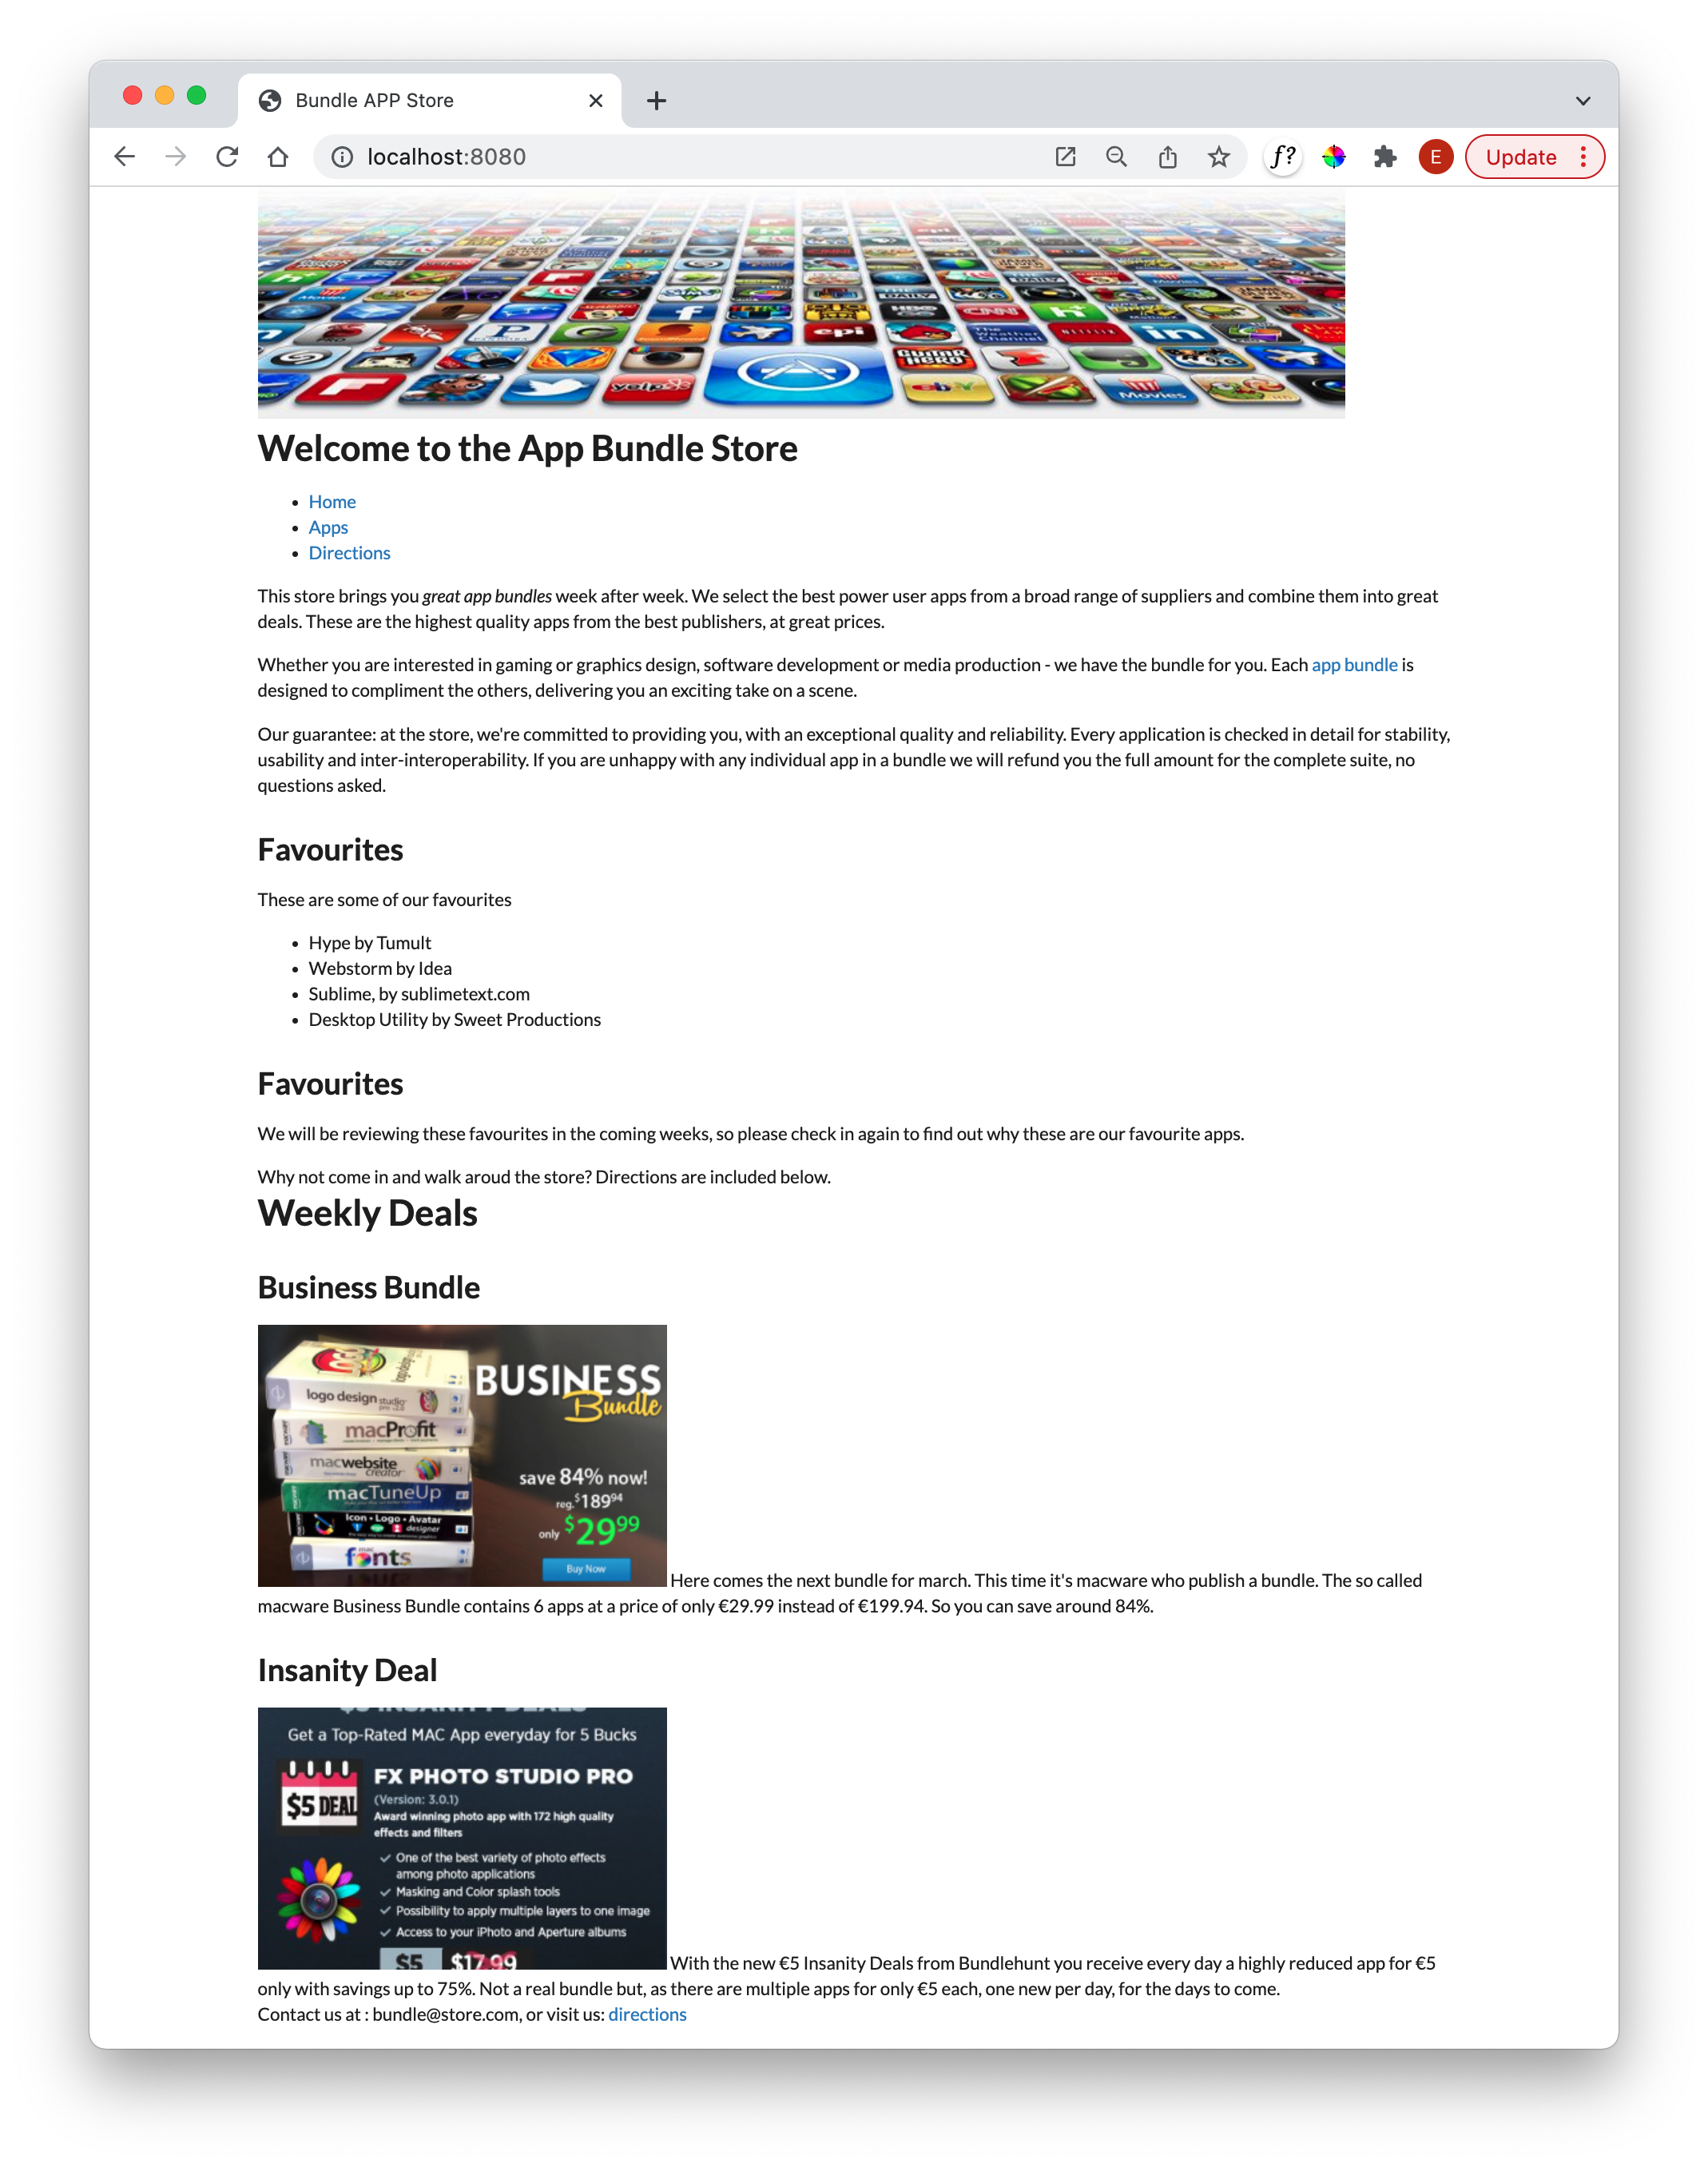 Bundle APP Store
localhost:8080
f?
E
Update
Movies
f
HBO
CNN
P
epi
The Weather Channel
NETFLIX
in
yelp
GUITAR HERO
ebY
Movies
Welcome to the App Bundle Store
Home
Apps
Directions
This store brings you great app bundles week after week. We select the best power user apps from a broad range of suppliers and combine them into great
deals. These are the highest quality apps from the best publishers, at great prices.
Whether you are interested in gaming or graphics design, software development or media production - we have the bundle for you. Each app bundle is
designed to compliment the others, delivering you an exciting take on a scene.
Our guarantee: at the store, we're committed to providing you, with an exceptional quality and reliability. Every application is checked in detail for stability,
usability and inter-interoperability. If you are unhappy with any individual app in a bundle we will refund you the full amount for the complete suite, no
questions asked.
Favourites
These are some of our favourites
Hype by Tumult
Webstorm by Idea
Sublime, by sublimetext.com
Desktop Utility by Sweet Productions
Favourites
We will be reviewing these favourites in the coming weeks, so please check in again to find out why these are our favourite apps.
Why not come in and walk aroud the store? Directions are included below.
Weekly Deals
Business Bundle
logo design studio
macProfit
macwebsite creator
macTuneUp
Icon • Logo • Avatar
designer
mac fonts
BUSINESS
Bundle
save 84% now!
reg. $189 94
only $29 99
Buy Now
Here comes the next bundle for march. This time it's macware who publish a bundle. The so called
macware Business Bundle contains 6 apps at a price of only €29.99 instead of €199.94. So you can save around 84%.
Insanity Deal
$5 INSANITY DEALS
Get a Top-Rated MAC App everyday for 5 Bucks
$5 DEAL
FX PHOTO STUDIO PRO
(Version: 3.0.1)
Award winning photo app with 172 high quality
effects and filters
✓ One of the best variety of photo effects
among photo applications
✓ Masking and Color splash tools
✓ Possibility to apply multiple layers to one image
✓ Access to your iPhoto and Aperture albums
$5 $17.99
With the new €5 Insanity Deals from Bundlehunt you receive every day a highly reduced app for €5
only with savings up to 75%. Not a real bundle but, as there are multiple apps for only €5 each, one new per day, for the days to come.
Contact us at : bundle@store.com, or visit us: directions